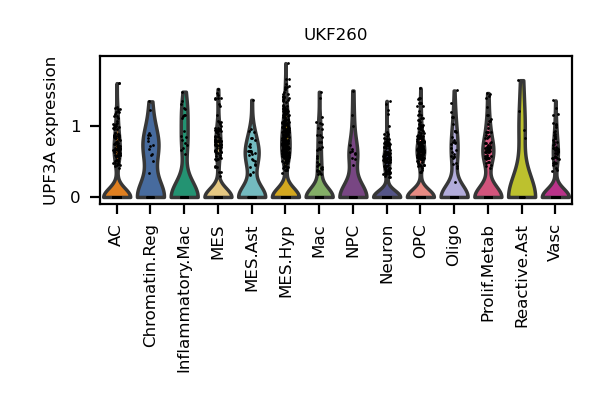 UKF260
UPF3A expression
1
0
AC
Chromatin.Reg
Inflammatory.Mac
MES
MES.Ast
MES.Hyp
Mac
NPC
Neuron
OPC
Oligo
Prolif.Metab
Reactive.Ast
Vasc